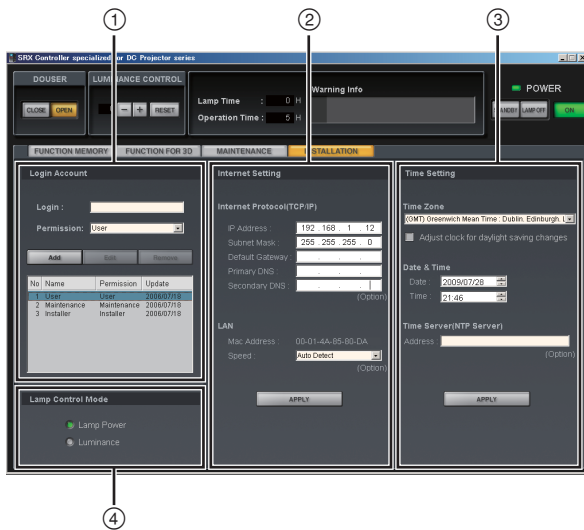 1
2
3
SRX Controller specialized for DC Projector series
DOUSER
CLOSE
OPEN
LUMINANCE CONTROL
RESET
Lamp Time : 0 H
Operation Time : 5 H
Warning Info
POWER
STANDBY
LAMP OFF
ON
FUNCTION MEMORY
FUNCTION FOR 3D
MAINTENANCE
INSTALLATION
Login Account
Login :
Permission: User
Add
Edit
Remove
No Name Permission Update
1 User User 2006/07/18
2 Maintenance Maintenance 2006/07/18
3 Installer Installer 2006/07/18
Lamp Control Mode
Lamp Power
Luminance
4
Internet Setting
Internet Protocol(TCP/IP)
IP Address : 192 . 168 . 1 . 12
Subnet Mask : 255 . 255 . 255 . 0
Default Gateway :
Primary DNS :
Secondary DNS :
(Option)
LAN
Mac Address : 00-01-4A-85-80-DA
Speed : Auto Detect
(Option)
APPLY
Time Setting
Time Zone
(GMT) Greenwich Mean Time : Dublin. Edinburgh. L
Adjust clock for daylight saving changes
Date & Time
Date : 2009/07/28
Time : 21:46
Time Server(NTP Server)
Address :
(Option)
APPLY